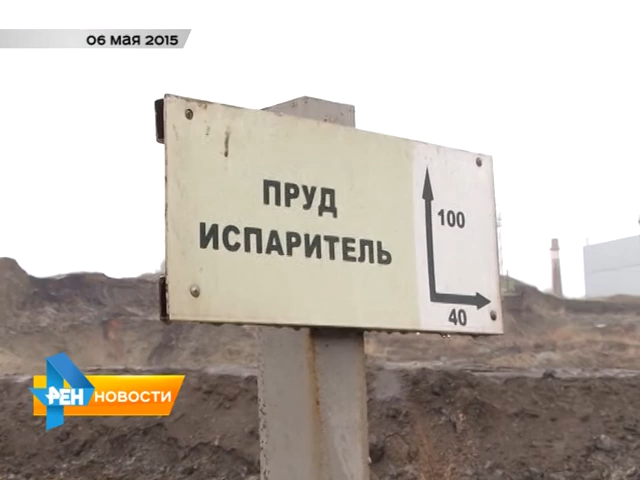 06 мая 2015
ПРУД
ИСПАРИТЕЛЬ
100
40
РЕН НОВОСТИ